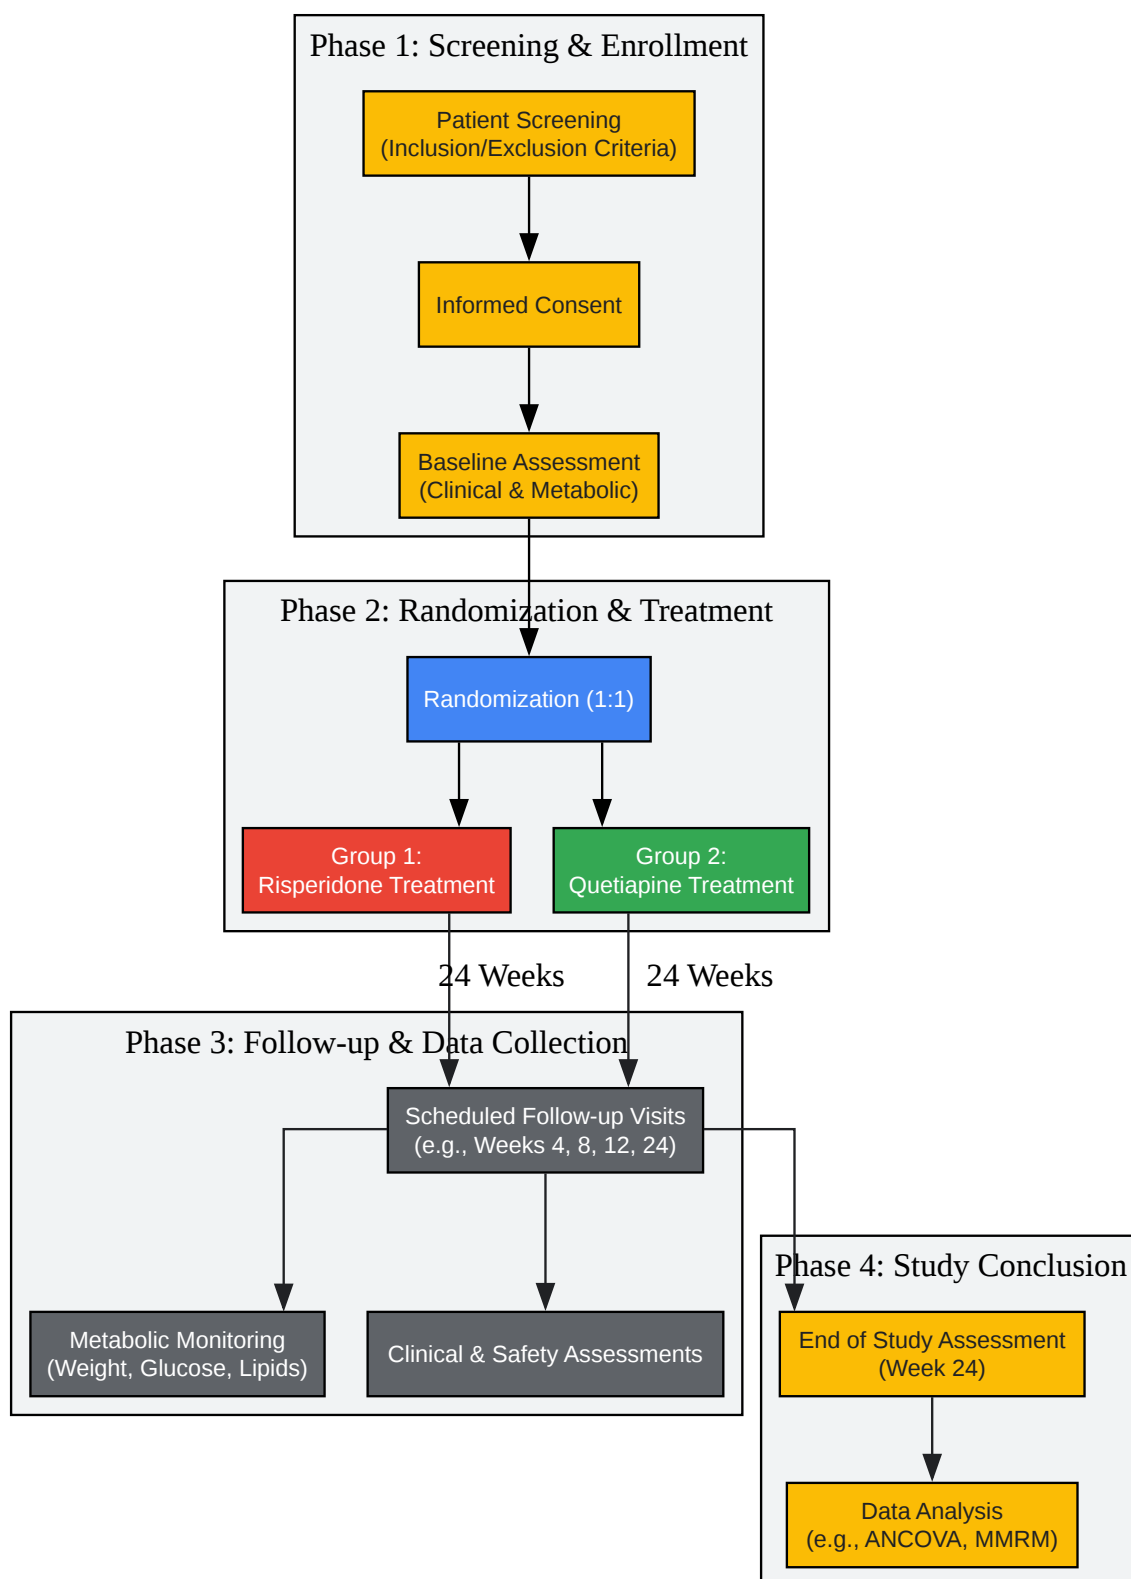 Phase 1: Screening & Enrollment
Patient Screening
(Inclusion/Exclusion Criteria)
Informed Consent
Baseline Assessment
(Clinical & Metabolic)
Phase 2: Randomization & Treatment
Randomization (1:1)
Group 1:
Risperidone Treatment
Group 2:
Quetiapine Treatment
24 Weeks
24 Weeks
Phase 3: Follow-up & Data Collection
Scheduled Follow-up Visits
(e.g., Weeks 4, 8, 12, 24)
Metabolic Monitoring
(Weight, Glucose, Lipids)
Clinical & Safety Assessments
Phase 4: Study Conclusion
End of Study Assessment
(Week 24)
Data Analysis
(e.g., ANCOVA, MMRM)